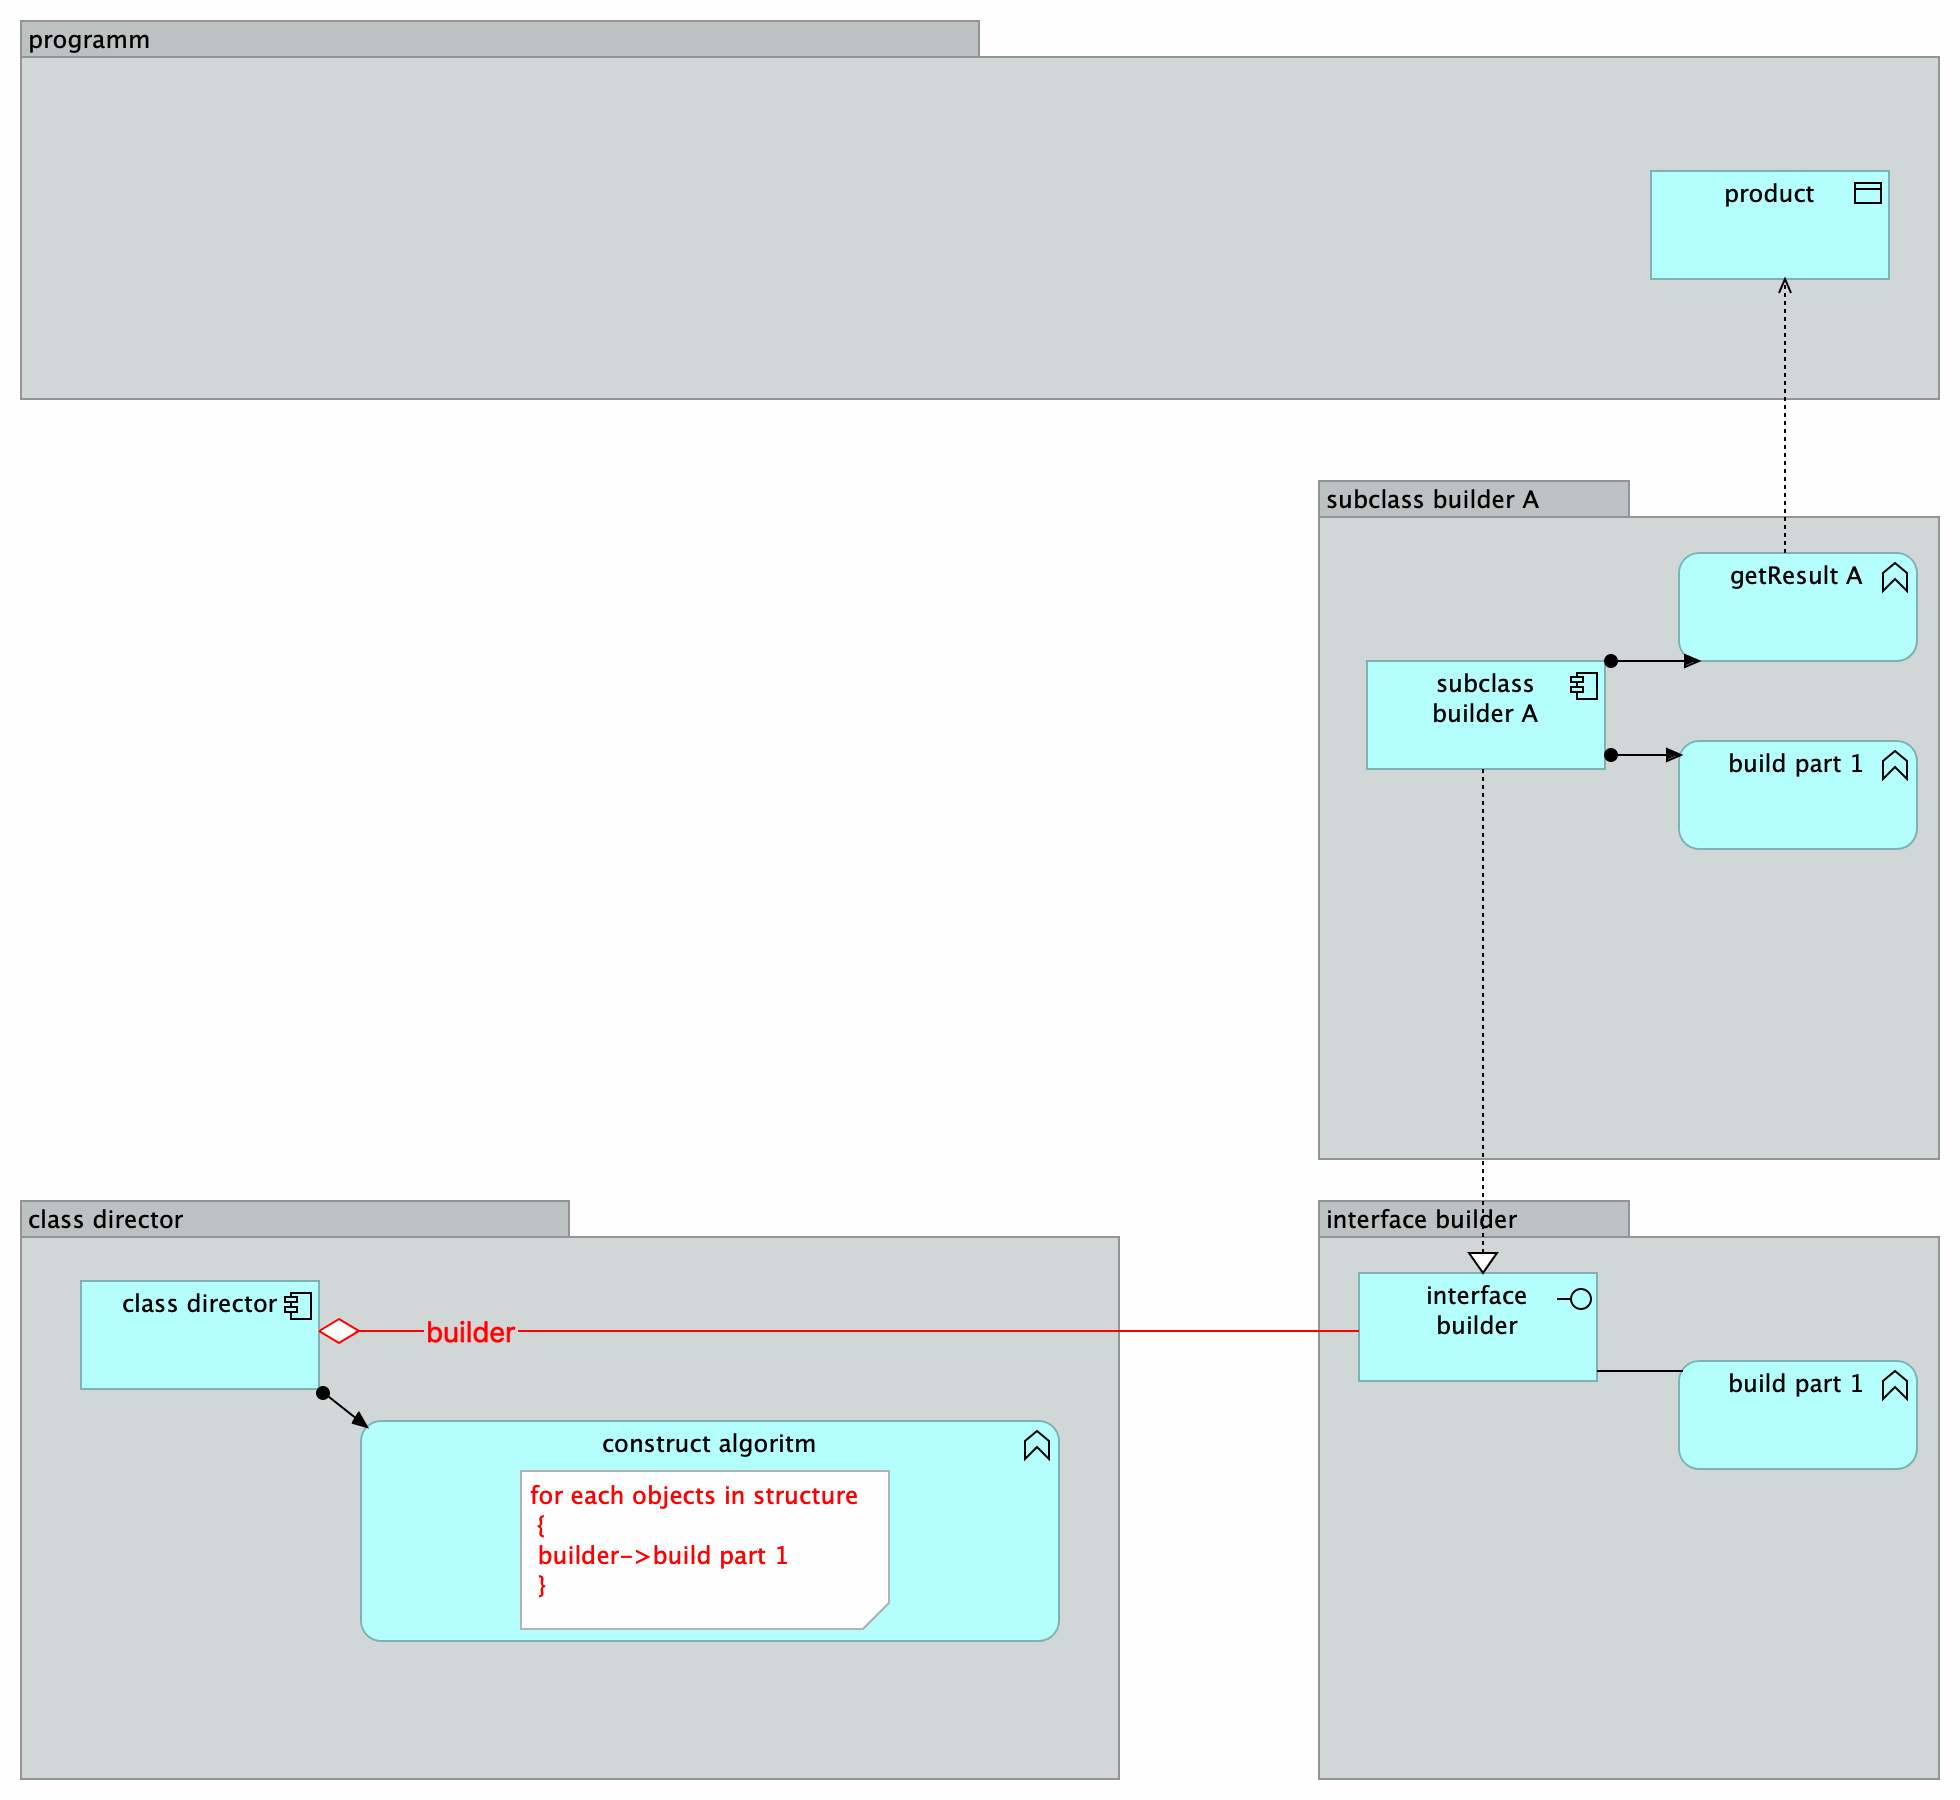 programm
product
subclass builder A
getResult A
subclass
builder A
build part 1
class director
interface builder
class director
builder
interface
builder
build part 1
construct algoritm
for each objects in structure
{
builder->build part 1
}